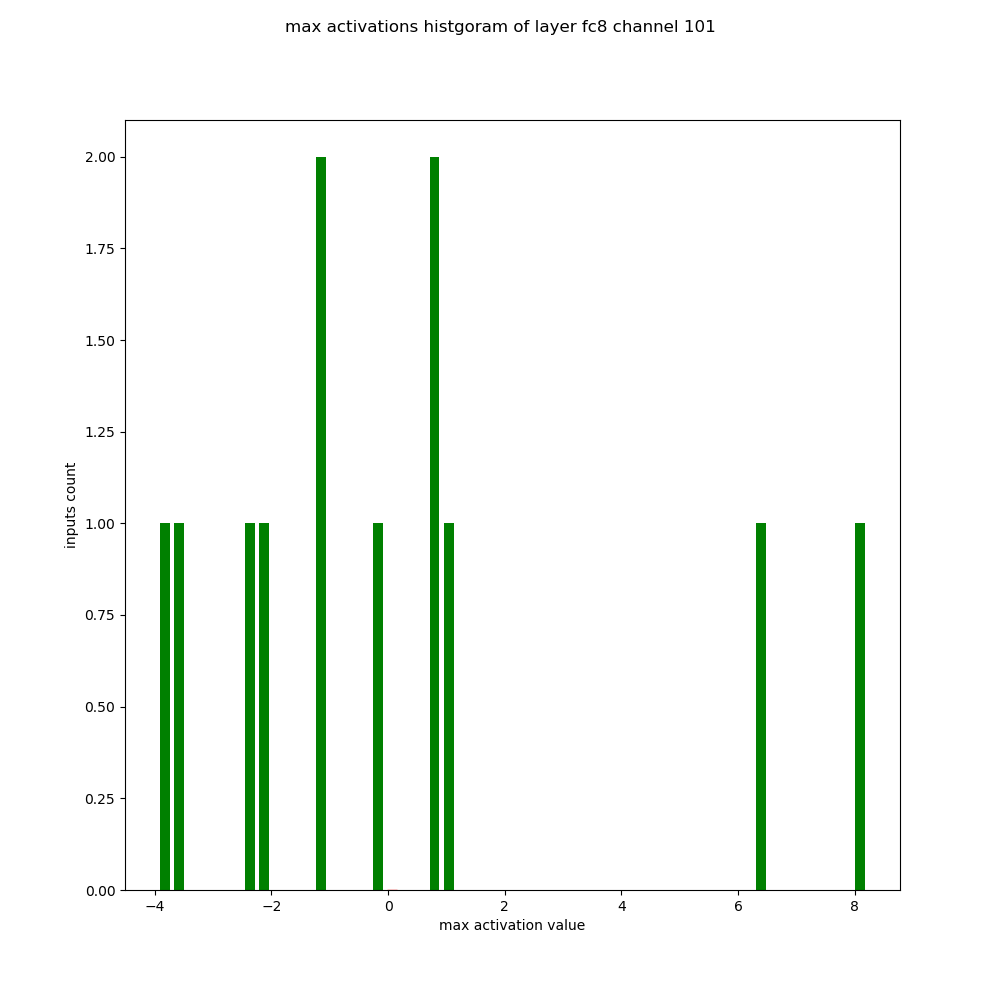 max activations histgoram of layer fc8 channel 101
2.00
1.75
1.50
1.25
1.00
0.75
0.50
0.25
0.00
inputs count
−4 −2 0 2 4 6 8
max activation value